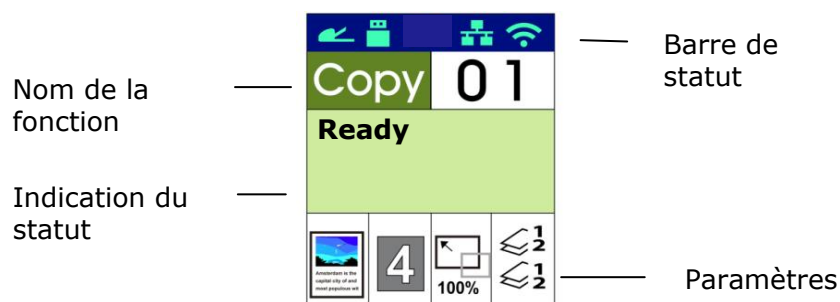 Barre de
statut
Copy 01
Nom de la
fonction
Ready
Indication du
statut
Amsterdam is the
capital city of and
most populous wit
4
100%
1
2
1
2
Paramètres